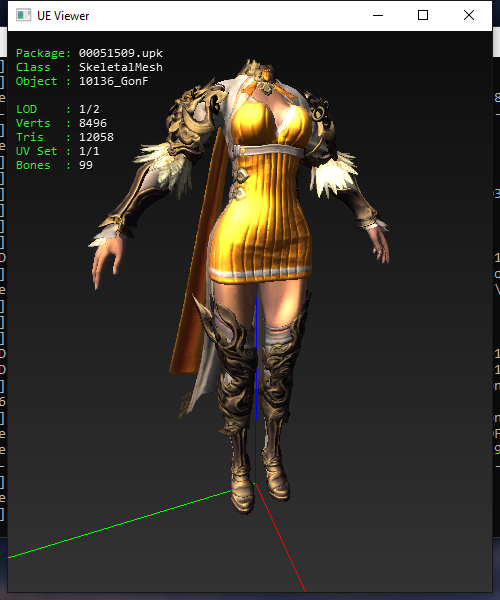 UE Viewer
Package: 00051509.upk
Class : SkeletalMesh
Object : 10136_GonF
LOD : 1/2
Verts : 8496
Tris : 12058
UV Set : 1/1
Bones : 99